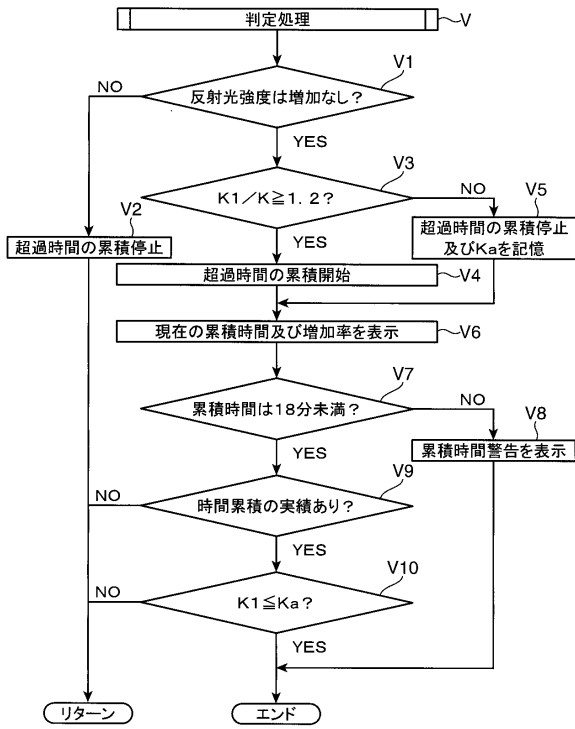 判定処理
V
V1
反射光強度は増加なし？
NO
YES
V3
K1／K≧1．2？
NO
V5
超過時間の累積停止
及びKaを記憶
V2
超過時間の累積停止
YES
超過時間の累積開始
V4
現在の累積時間及び増加率を表示
V6
V7
累積時間は18分未満？
NO
V8
累積時間警告を表示
YES
V9
時間累積の実績あり？
NO
YES
V10
K1≦Ka？
NO
YES
リターン
エンド